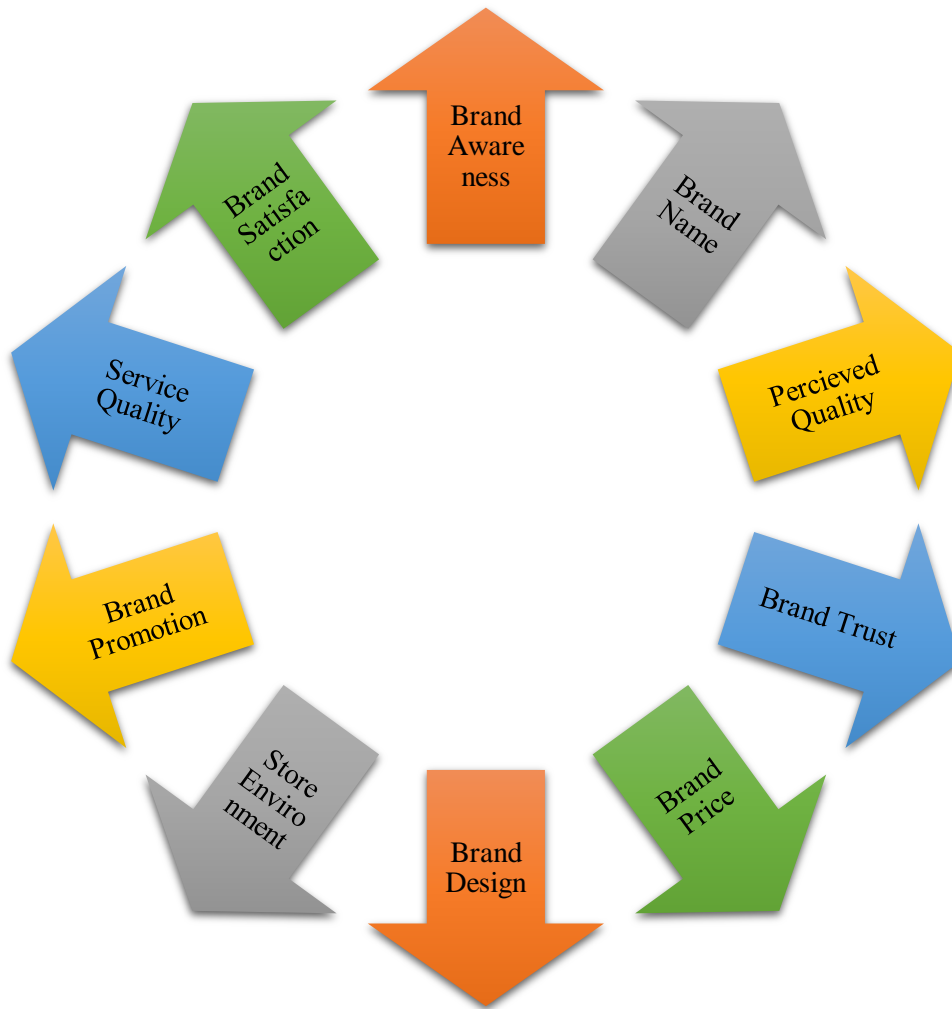 Brand
Aware
ness
Brand
Name
Percieved
Quality
Brand Trust
Brand
Price
Brand
Design
Store
Enviro
nment
Brand
Promotion
Service
Quality
Brand
Satisfa
ction